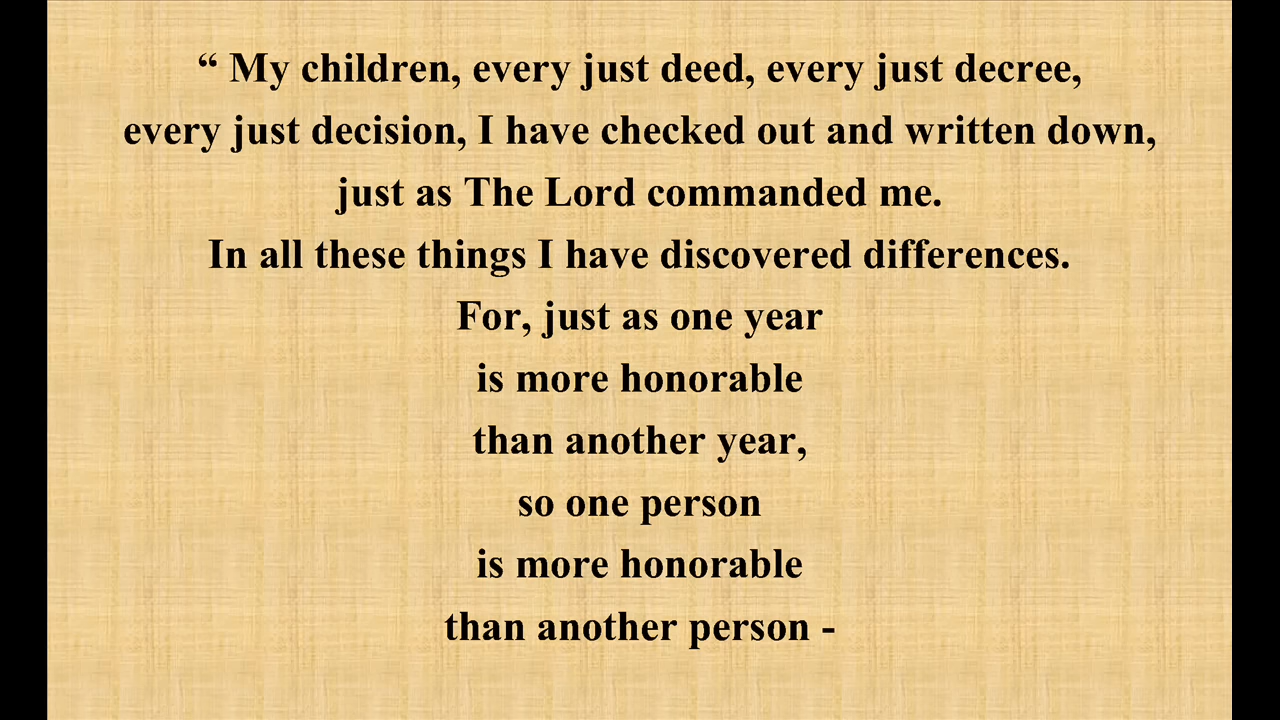 “ My children, every just deed, every just decree,
every just decision, I have checked out and written down,
just as The Lord commanded me.
In all these things I have discovered differences.
For, just as one year
is more honorable
than another year,
so one person
is more honorable
than another person -